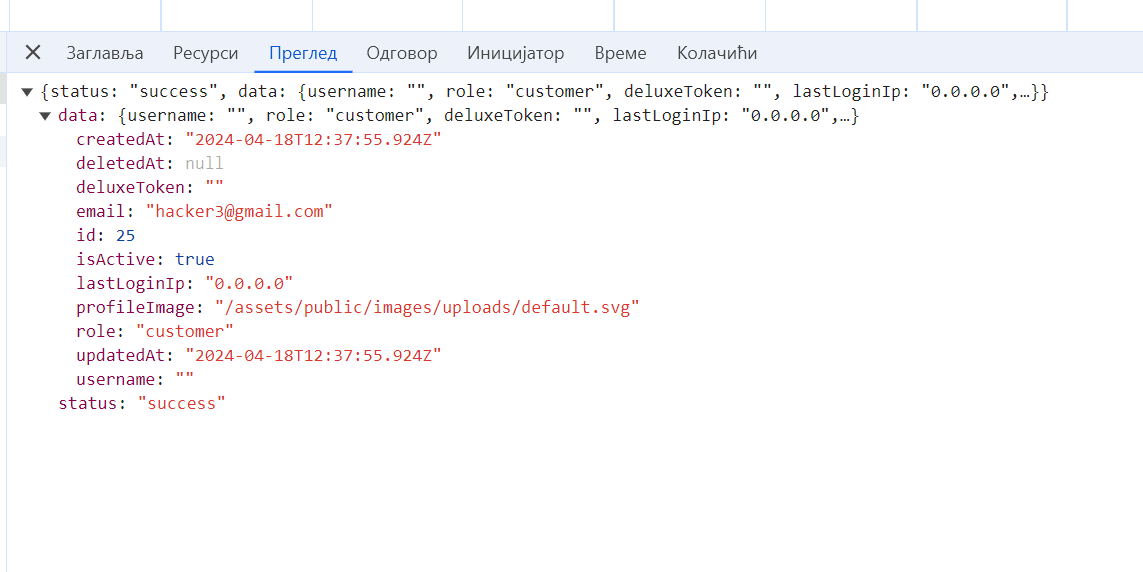 Заглавља Ресурси Преглед Одговор Иницијатор Време Колачићи
{status: "success", data: {username: "", role: "customer", deluxeToken: "", lastLoginIp: "0.0.0.0",…}}
data: {username: "", role: "customer", deluxeToken: "", lastLoginIp: "0.0.0.0",…}
createdAt: "2024-04-18T12:37:55.924Z"
deletedAt: null
deluxeToken: ""
email: "hacker3@gmail.com"
id: 25
isActive: true
lastLoginIp: "0.0.0.0"
profileImage: "/assets/public/images/uploads/default.svg"
role: "customer"
updatedAt: "2024-04-18T12:37:55.924Z"
username: ""
status: "success"